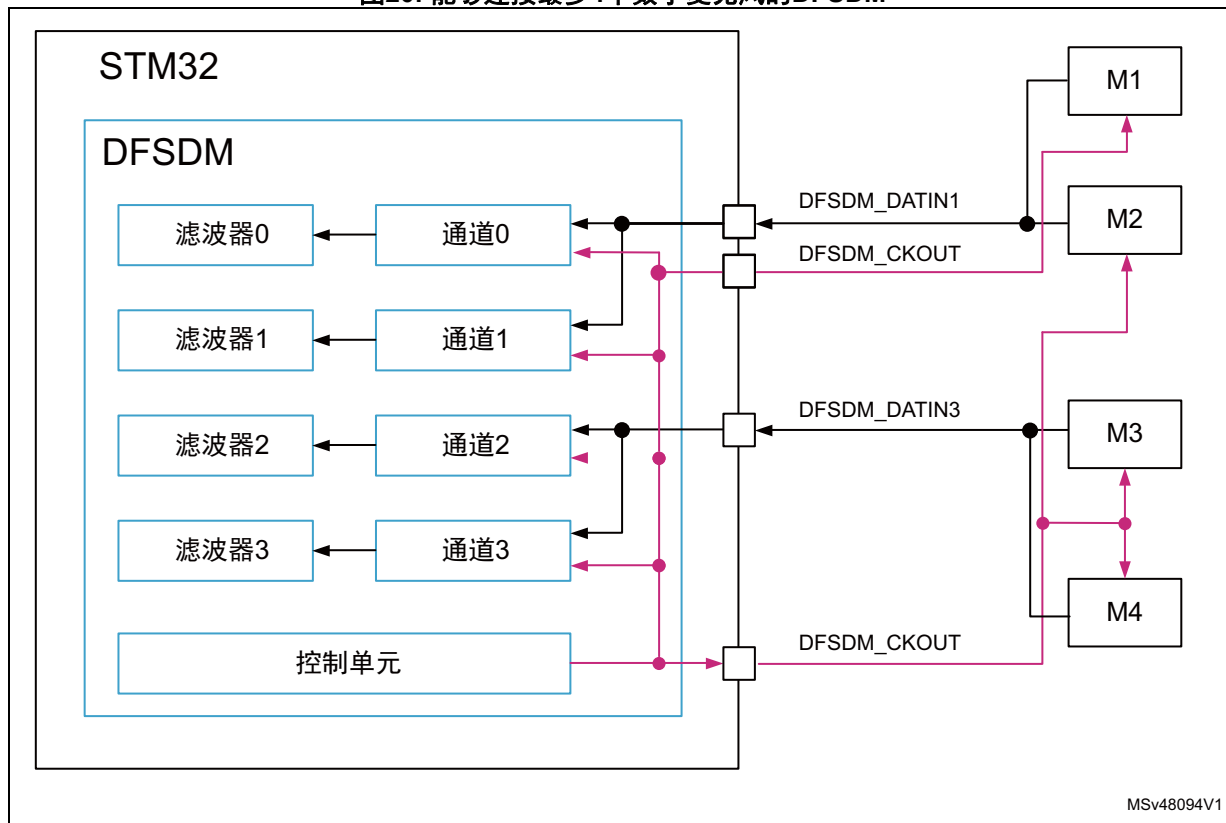 STM32
DFSDM
滤波器0
通道0
滤波器1
通道1
滤波器2
通道2
滤波器3
通道3
控制单元
DFSDM_DATIN1
DFSDM_CKOUT
DFSDM_DATIN3
DFSDM_CKOUT
M1
M2
M3
M4
MSv48094V1